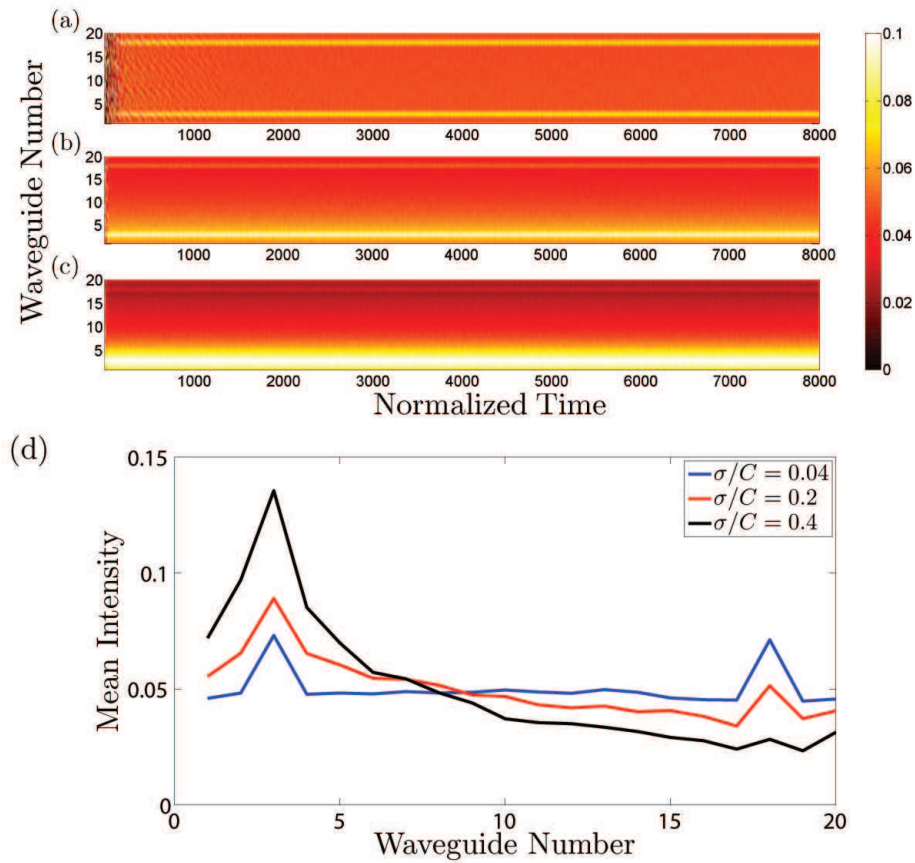 (a)
20
15
10
5
1000 2000 3000 4000 5000 6000 7000 8000
(b)
20
15
10
5
1000 2000 3000 4000 5000 6000 7000 8000
(c)
20
15
10
5
1000 2000 3000 4000 5000 6000 7000 8000
Waveguide Number
Normalized Time
0.1
0.08
0.06
0.04
0.02
0
(d)
0.15
0.1
0.05
0
Mean Intensity
σ/C = 0.04
σ/C = 0.2
σ/C = 0.4
0 5 10 15 20
Waveguide Number